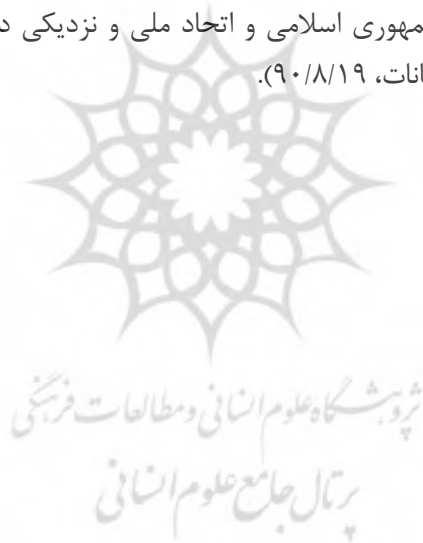 مهوری اسلامی و اتحاد ملی و نزدیکی د
انات، ۹۰/۸/۱۹).
پژوهشگاه علوم انسانی و مطالعات فرهنگی
پرتال جامع علوم انسانی